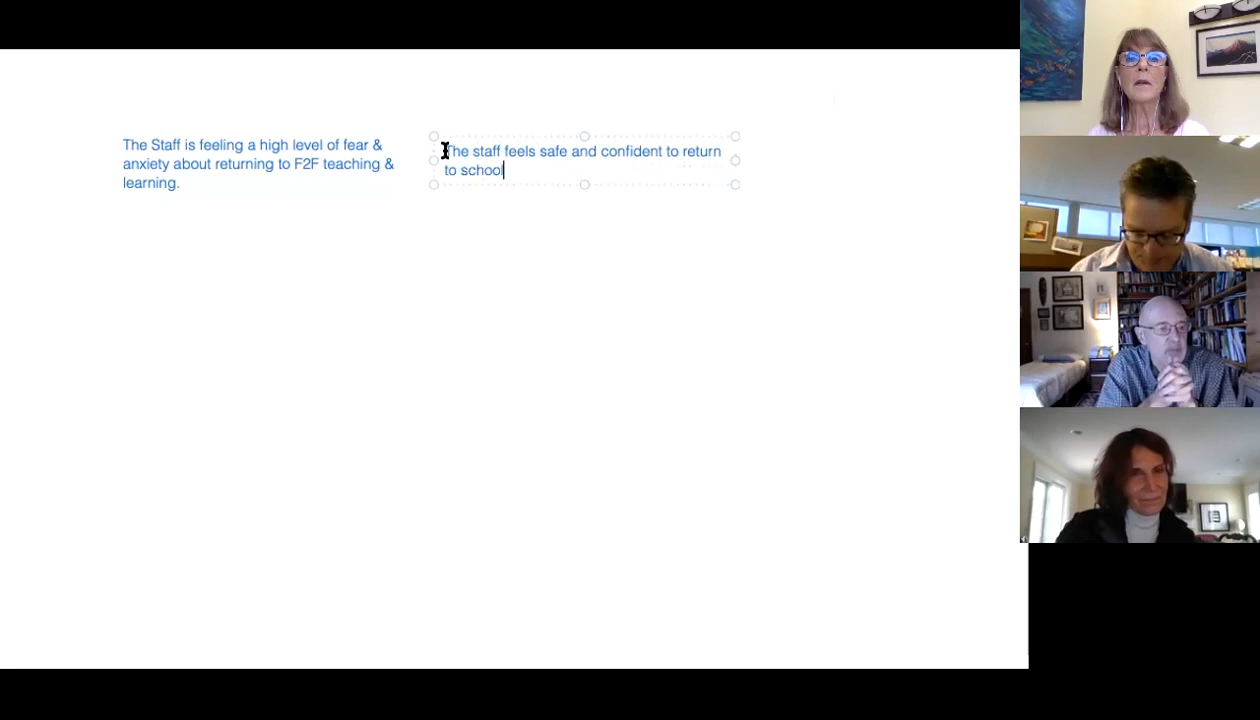 The Staff is feeling a high level of fear &
anxiety about returning to F2F teaching &
learning.
The staff feels safe and confident to return
to school